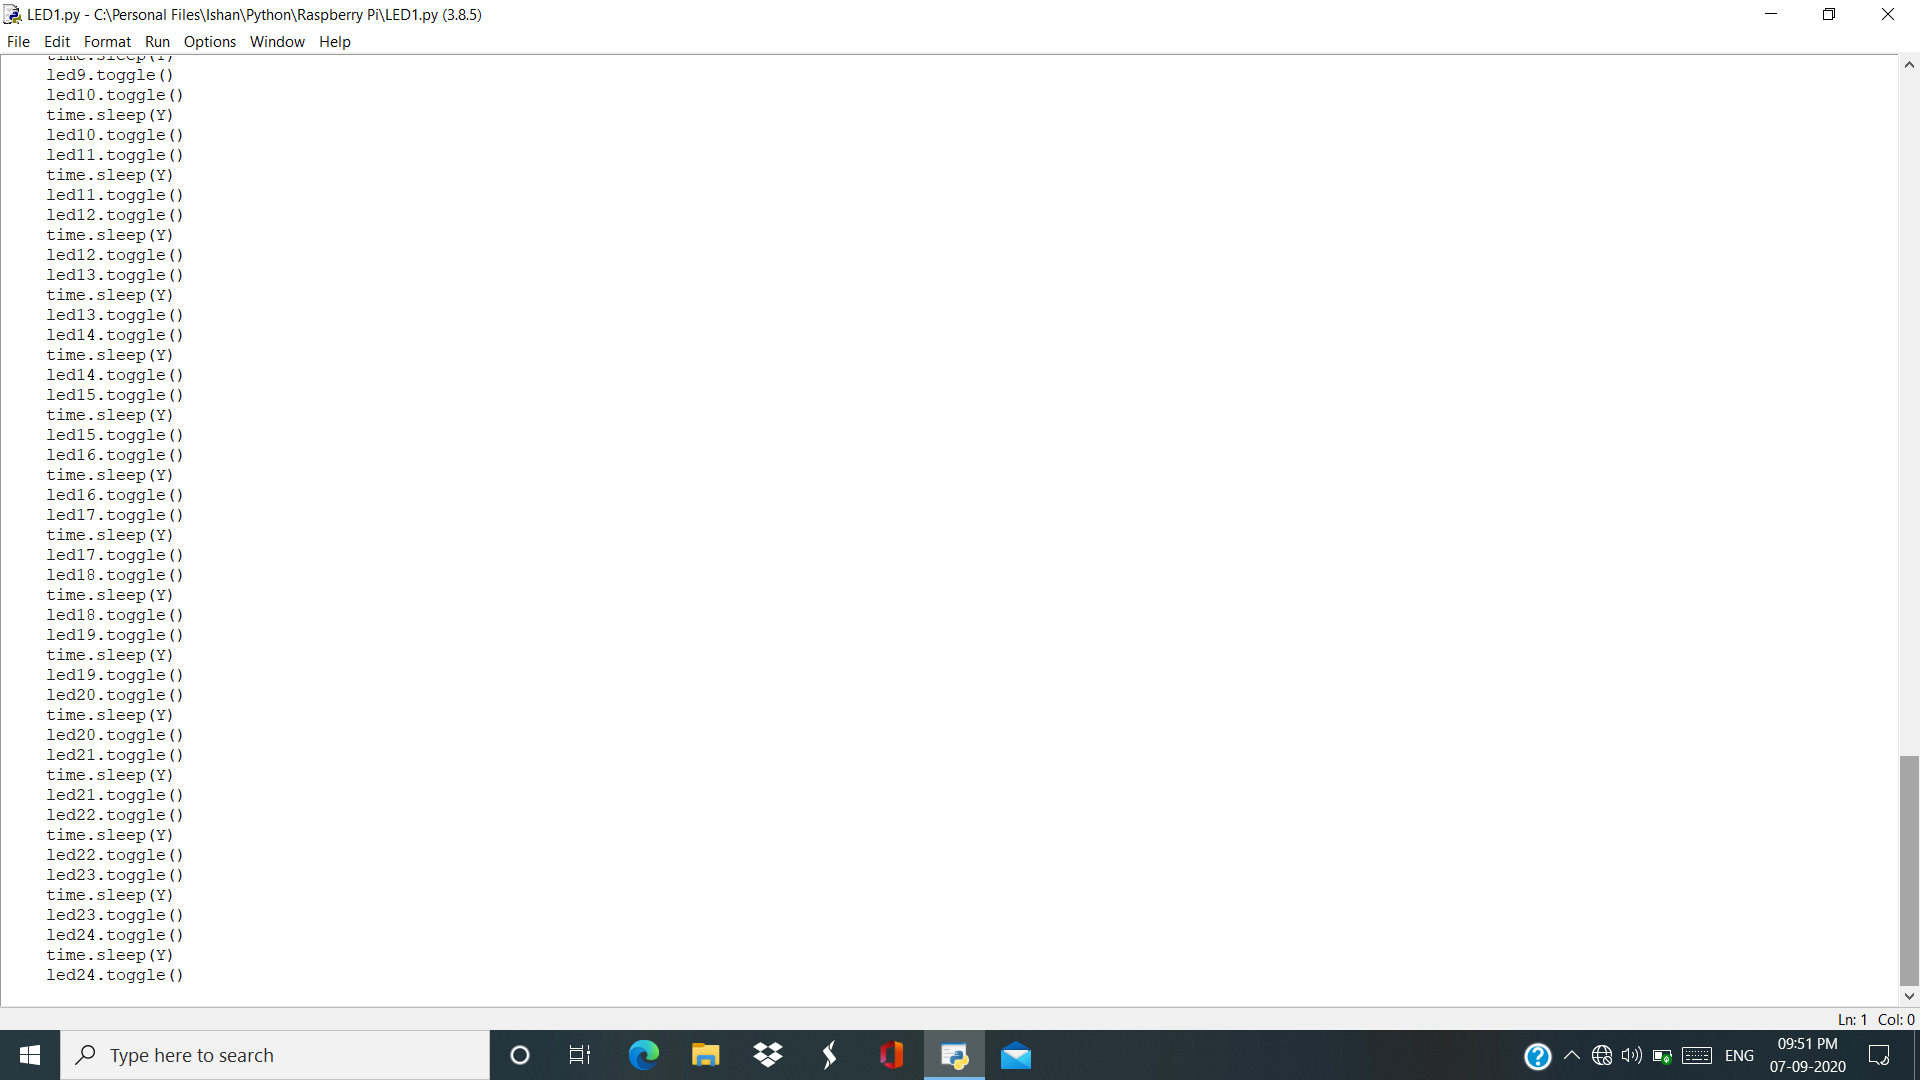 LED1.py - C:\Personal Files\Ishan\Python\Raspberry Pi\LED1.py (3.8.5)
File Edit Format Run Options Window Help
time.sleep(Y)
led9.toggle()
led10.toggle()
time.sleep(Y)
led10.toggle()
led11.toggle()
time.sleep(Y)
led11.toggle()
led12.toggle()
time.sleep(Y)
led12.toggle()
led13.toggle()
time.sleep(Y)
led13.toggle()
led14.toggle()
time.sleep(Y)
led14.toggle()
led15.toggle()
time.sleep(Y)
led15.toggle()
led16.toggle()
time.sleep(Y)
led16.toggle()
led17.toggle()
time.sleep(Y)
led17.toggle()
led18.toggle()
time.sleep(Y)
led18.toggle()
led19.toggle()
time.sleep(Y)
led19.toggle()
led20.toggle()
time.sleep(Y)
led20.toggle()
led21.toggle()
time.sleep(Y)
led21.toggle()
led22.toggle()
time.sleep(Y)
led22.toggle()
led23.toggle()
time.sleep(Y)
led23.toggle()
led24.toggle()
time.sleep(Y)
led24.toggle()
Ln: 1 Col: 0
Type here to search
ENG
09:51 PM
07-09-2020